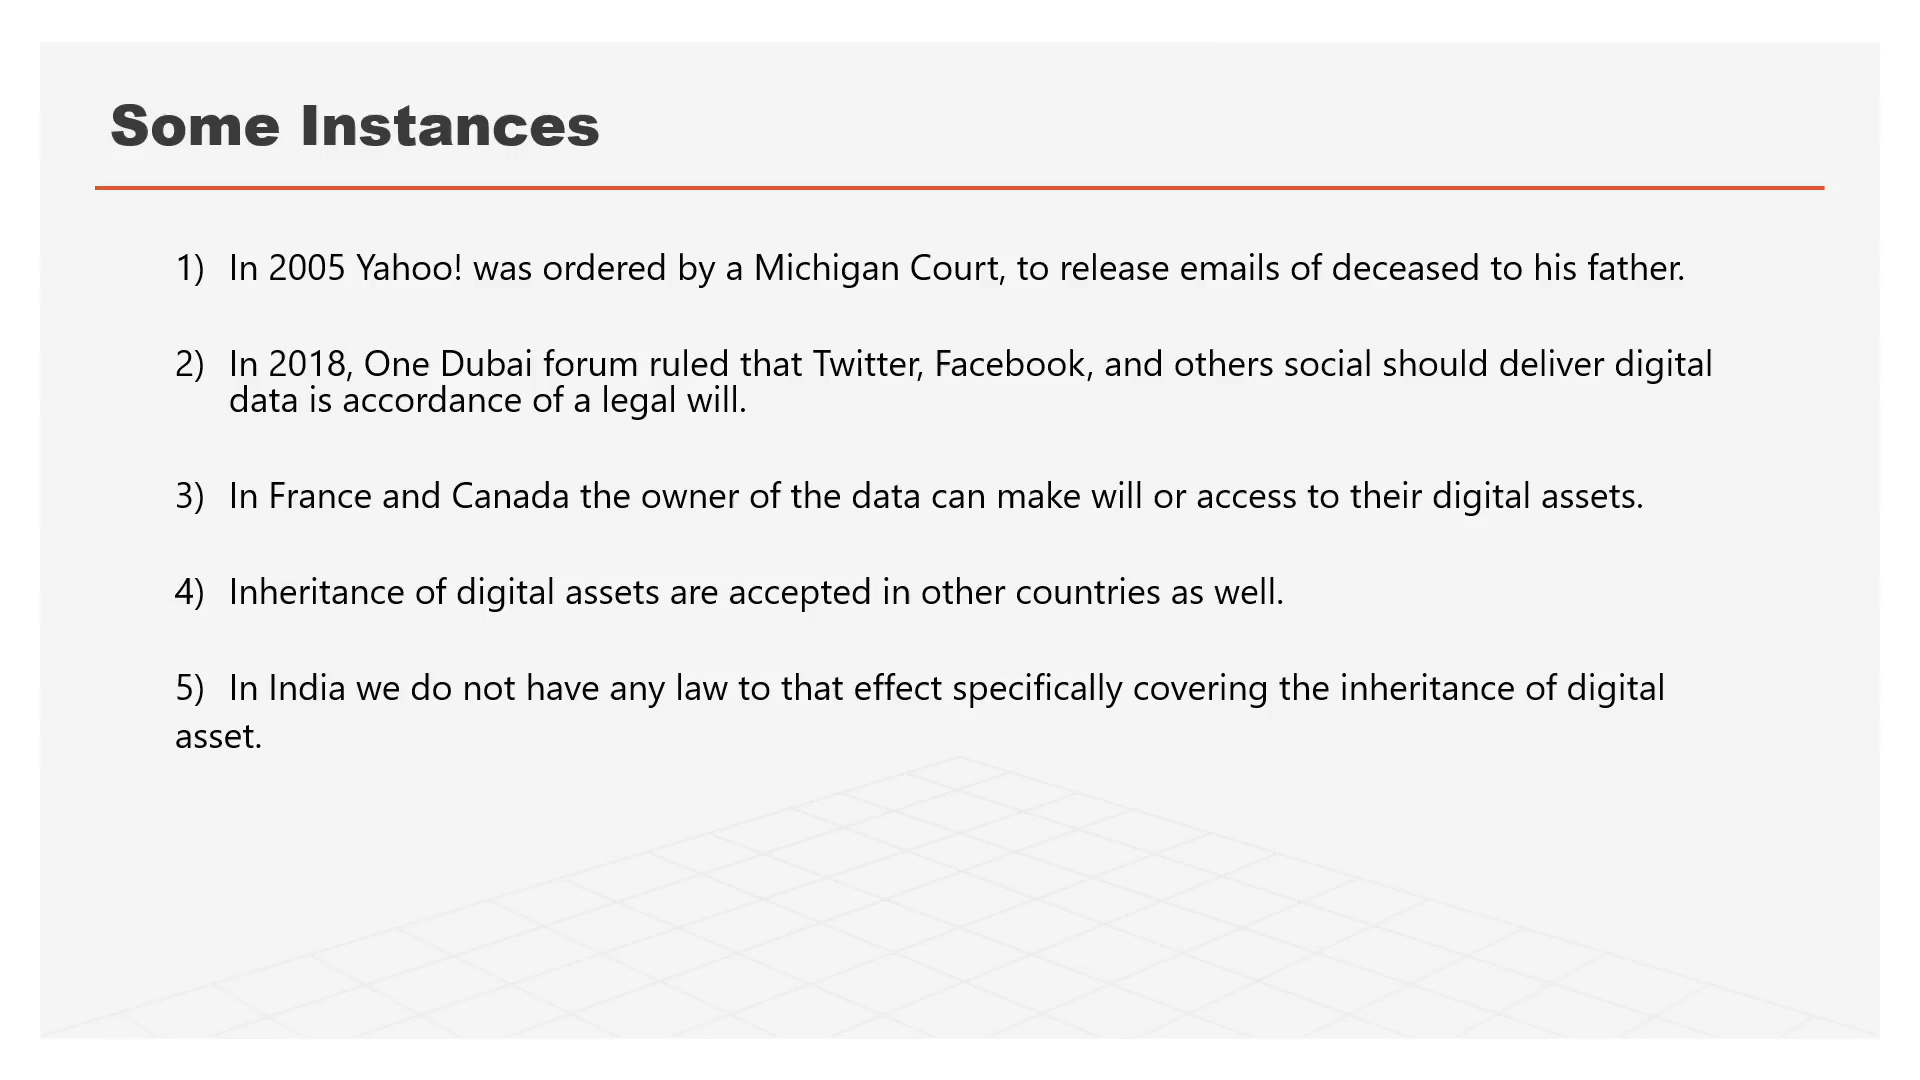 Some Instances
1) In 2005 Yahoo! was ordered by a Michigan Court, to release emails of deceased to his father.
2) In 2018, One Dubai forum ruled that Twitter, Facebook, and others social should deliver digital
data is accordance of a legal will.
3) In France and Canada the owner of the data can make will or access to their digital assets.
4) Inheritance of digital assets are accepted in other countries as well.
5) In India we do not have any law to that effect specifically covering the inheritance of digital
asset.